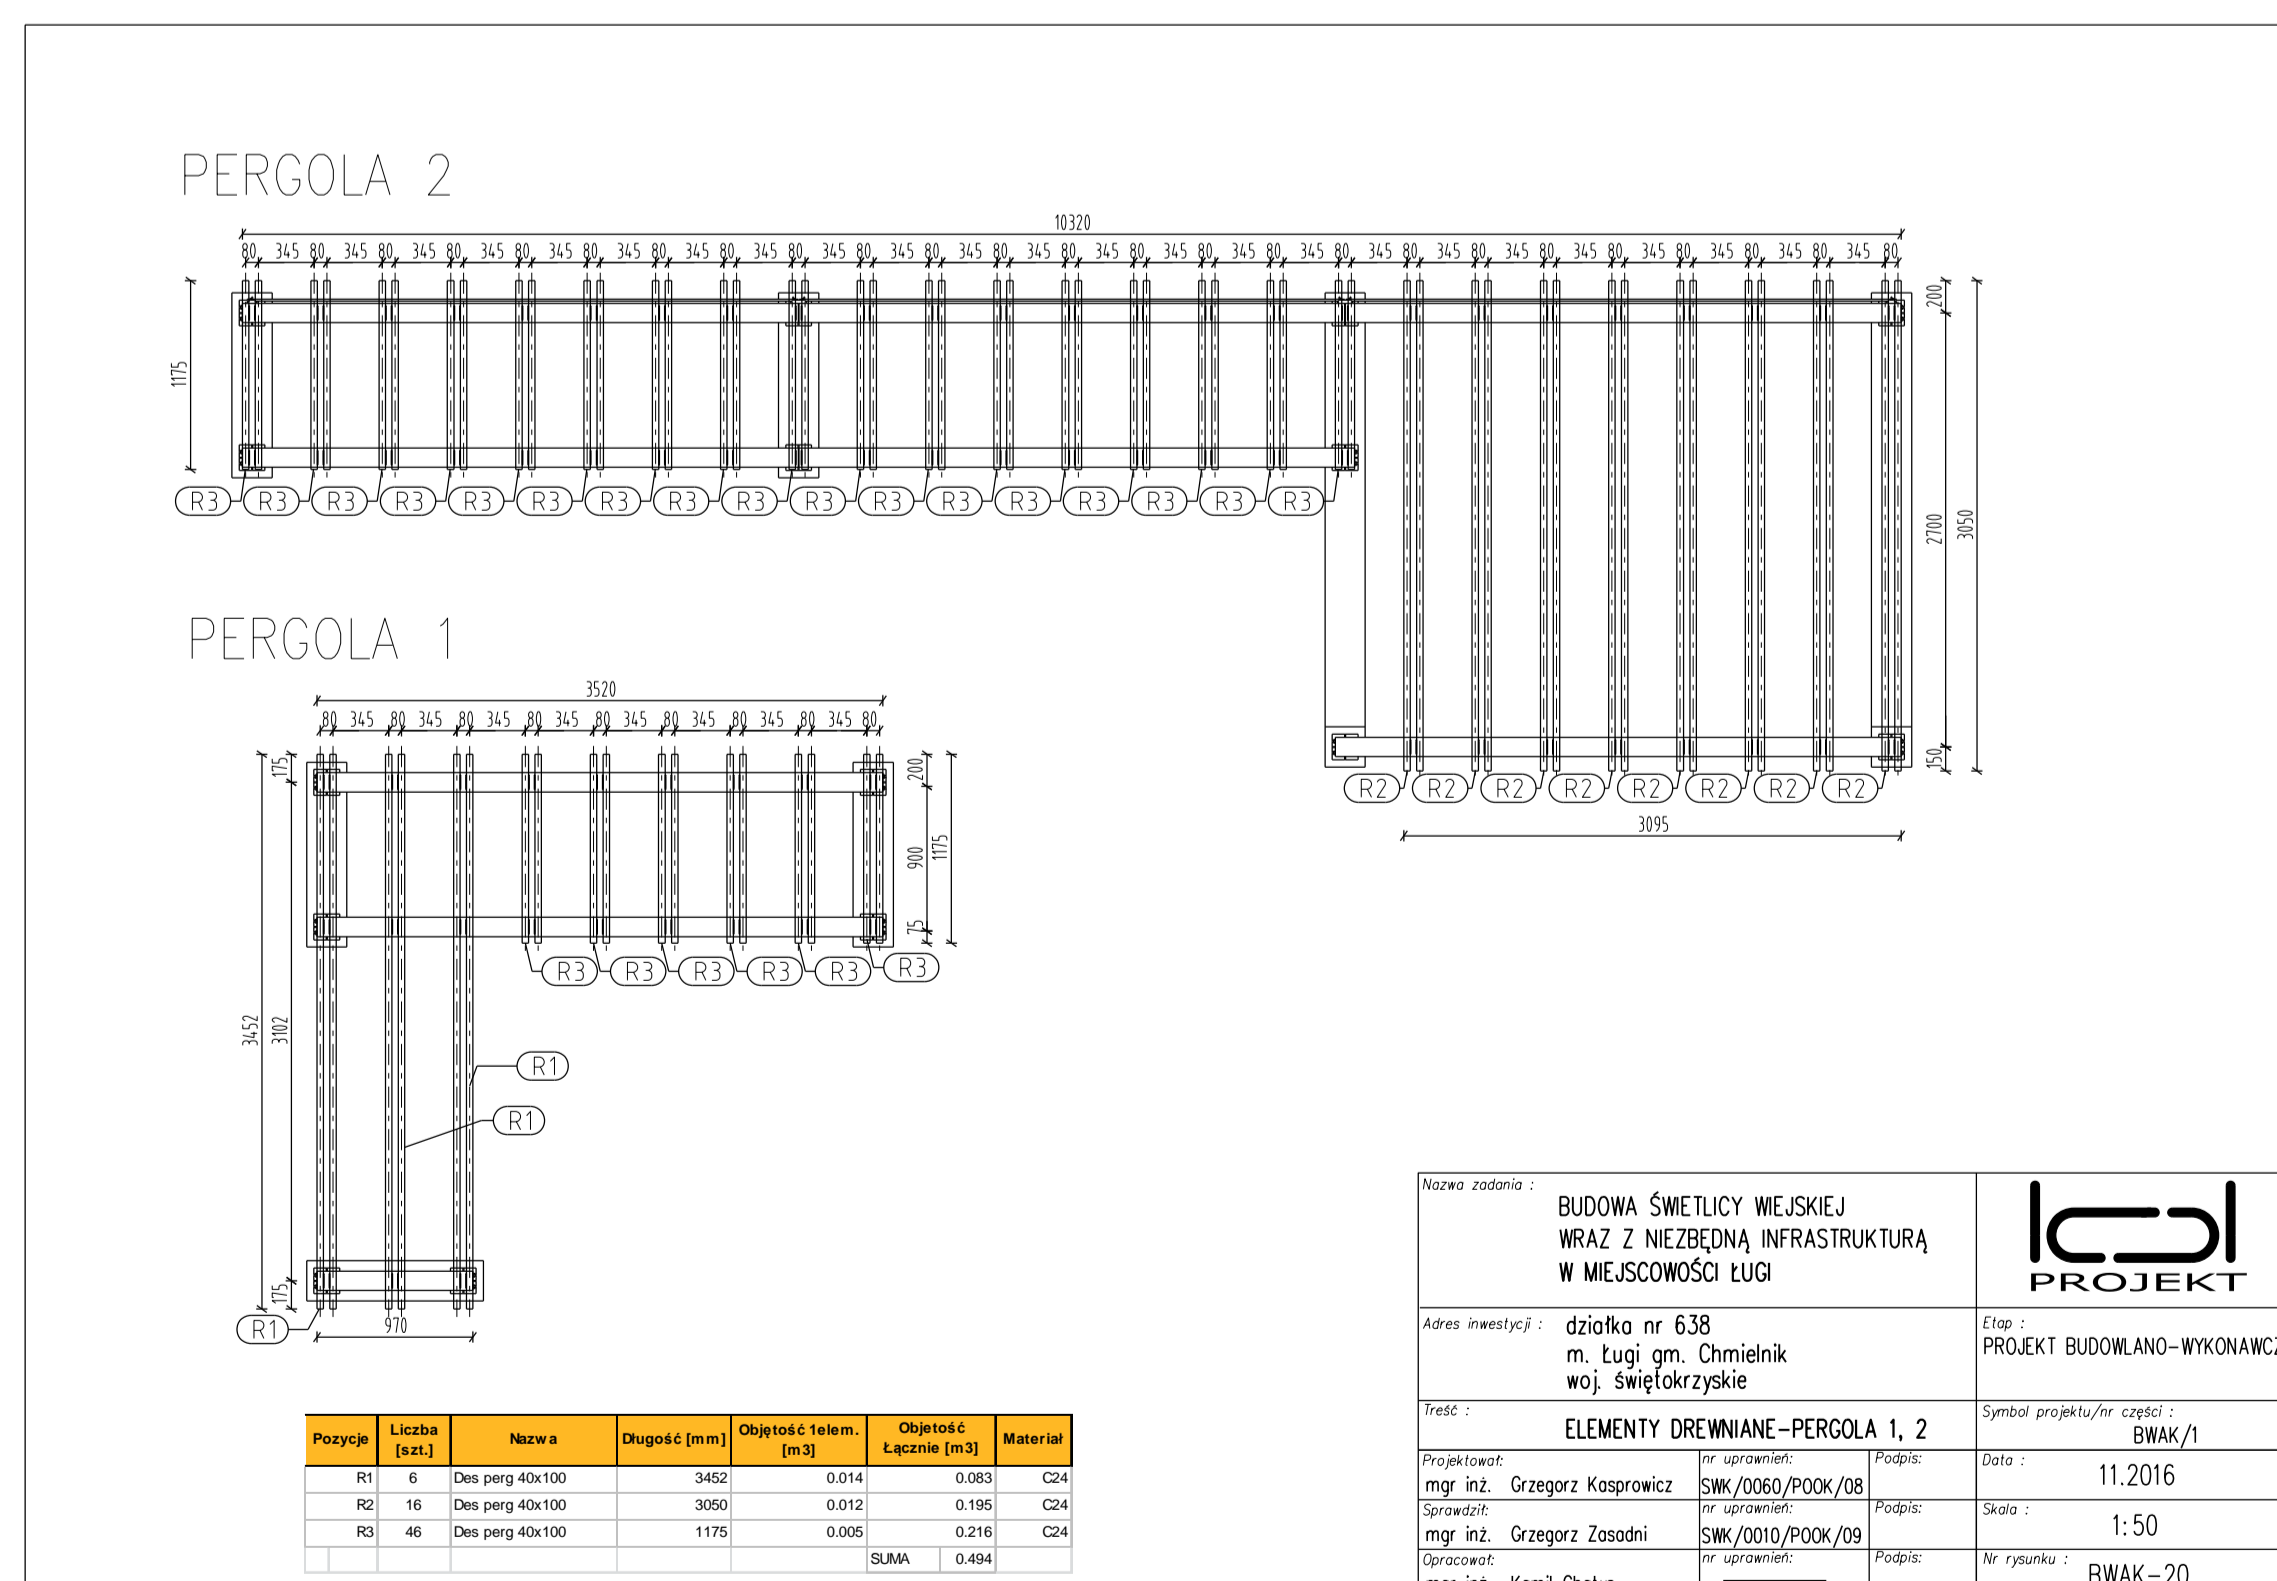 PERGOLA 2
10320
80 345 80 345 80 345 80 345 80 345 80 345 80 345 80 345 80 345 80 345 80 345 80 345 80 345 80 345 80 345 80 345 80 345 80 345 80 345 80 345 80 345 80 345 80 345 80 345 80
1175
200
2700
3050
150
R3 R3 R3 R3 R3 R3 R3 R3 R3 R3 R3 R3 R3 R3 R3 R3 R3
R2 R2 R2 R2 R2 R2 R2 R2
3095
PERGOLA 1
3520
80 345 80 345 80 345 80 345 80 345 80 345 80 345 80 345 80
175
200
900
1175
75
R3 R3 R3 R3 R3 R3
3452
3102
R1
R1
175
R1
970
Pozycje Liczba [szt.] Nazwa Długość [mm] Objętość 1elem. [m3] Objetość Łącznie [m3] Materiał
R1 6 Des perg 40x100 3452 0.014 0.083 C24
R2 16 Des perg 40x100 3050 0.012 0.195 C24
R3 46 Des perg 40x100 1175 0.005 0.216 C24
SUMA 0.494
Nazwa zadania :
BUDOWA ŚWIETLICY WIEJSKIEJ
WRAZ Z NIEZBĘDNĄ INFRASTRUKTURĄ
W MIEJSCOWOŚCI ŁUGI
PROJEKT
Adres inwestycji : działka nr 638
m. Ługi gm. Chmielnik
woj. świętokrzyskie
Etap :
PROJEKT BUDOWLANO-WYKONAWCZ
Treść :
ELEMENTY DREWNIANE-PERGOLA 1, 2
Symbol projektu/nr części :
BWAK/1
Projektował: nr uprawnień: Podpis:
mgr inż. Grzegorz Kasprowicz SWK/0060/POOK/08
Data :
11.2016
Sprawdził: nr uprawnień: Podpis:
mgr inż. Grzegorz Zasadni SWK/0010/POOK/09
Skala :
1:50
Opracował: nr uprawnień: Podpis:
Nr rysunku :
BWAK-20